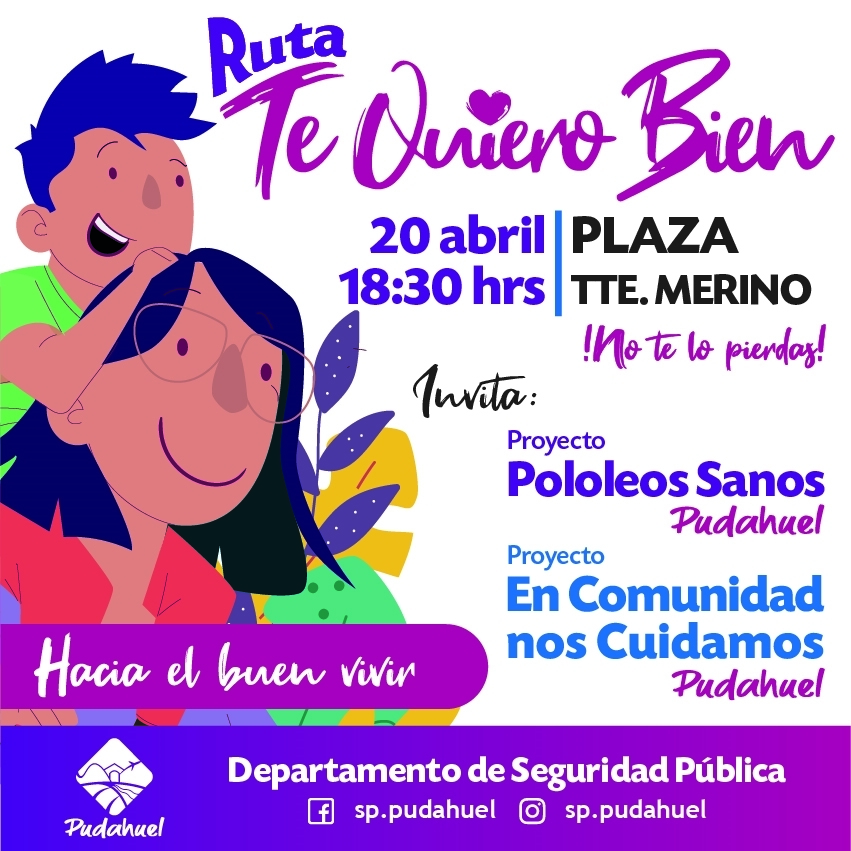 Ruta
Te Quiero Bien
20 abril
18:30 hrs
PLAZA
TTE. MERINO
!No te lo pierdas!
Invita:
Proyecto
Pololeos Sanos
Pudahuel
Proyecto
En Comunidad
nos Cuidamos
Pudahuel
Hacia el buen vivir
Pudahuel
Departamento de Seguridad Pública
sp.pudahuel sp.pudahuel